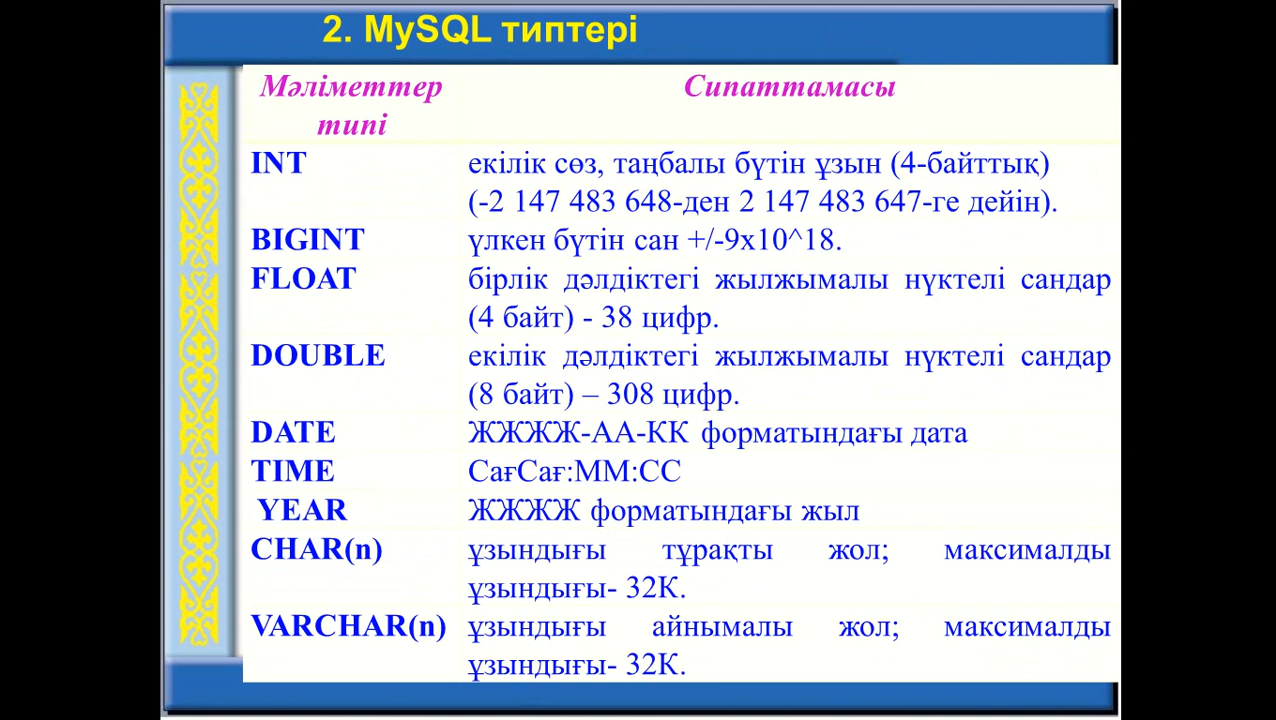 2. MySQL типтері
Мәліметтер Сипаттамасы
типі
INT екілік сөз, таңбалы бүтін ұзын (4-байттық)
(-2 147 483 648-ден 2 147 483 647-ге дейін).
BIGINT үлкен бүтін сан +/-9x10^18.
FLOAT бірлік дәлдіктегі жылжымалы нүктелі сандар
(4 байт) - 38 цифр.
DOUBLE екілік дәлдіктегі жылжымалы нүктелі сандар
(8 байт) – 308 цифр.
DATE ЖЖЖЖ-АА-КК форматындағы дата
TIME СағСағ:ММ:СС
YEAR ЖЖЖЖ форматындағы жыл
CHAR(n) ұзындығы тұрақты жол; максималды
ұзындығы- 32К.
VARCHAR(n) ұзындығы айнымалы жол; максималды
ұзындығы- 32К.